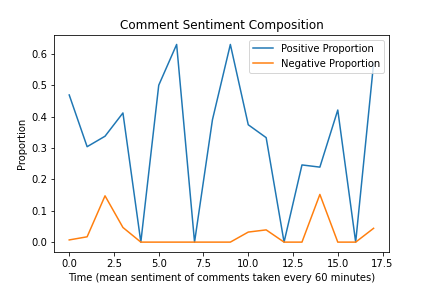 Comment Sentiment Composition
Positive Proportion
Negative Proportion
0.6
0.5
0.4
0.3
0.2
0.1
0.0
Proportion
0.0 2.5 5.0 7.5 10.0 12.5 15.0 17.5
Time (mean sentiment of comments taken every 60 minutes)